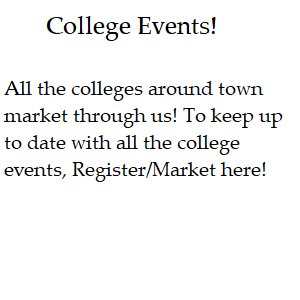 College Events!
All the colleges around town
market through us! To keep up
to date with all the college
events, Register/Market here!